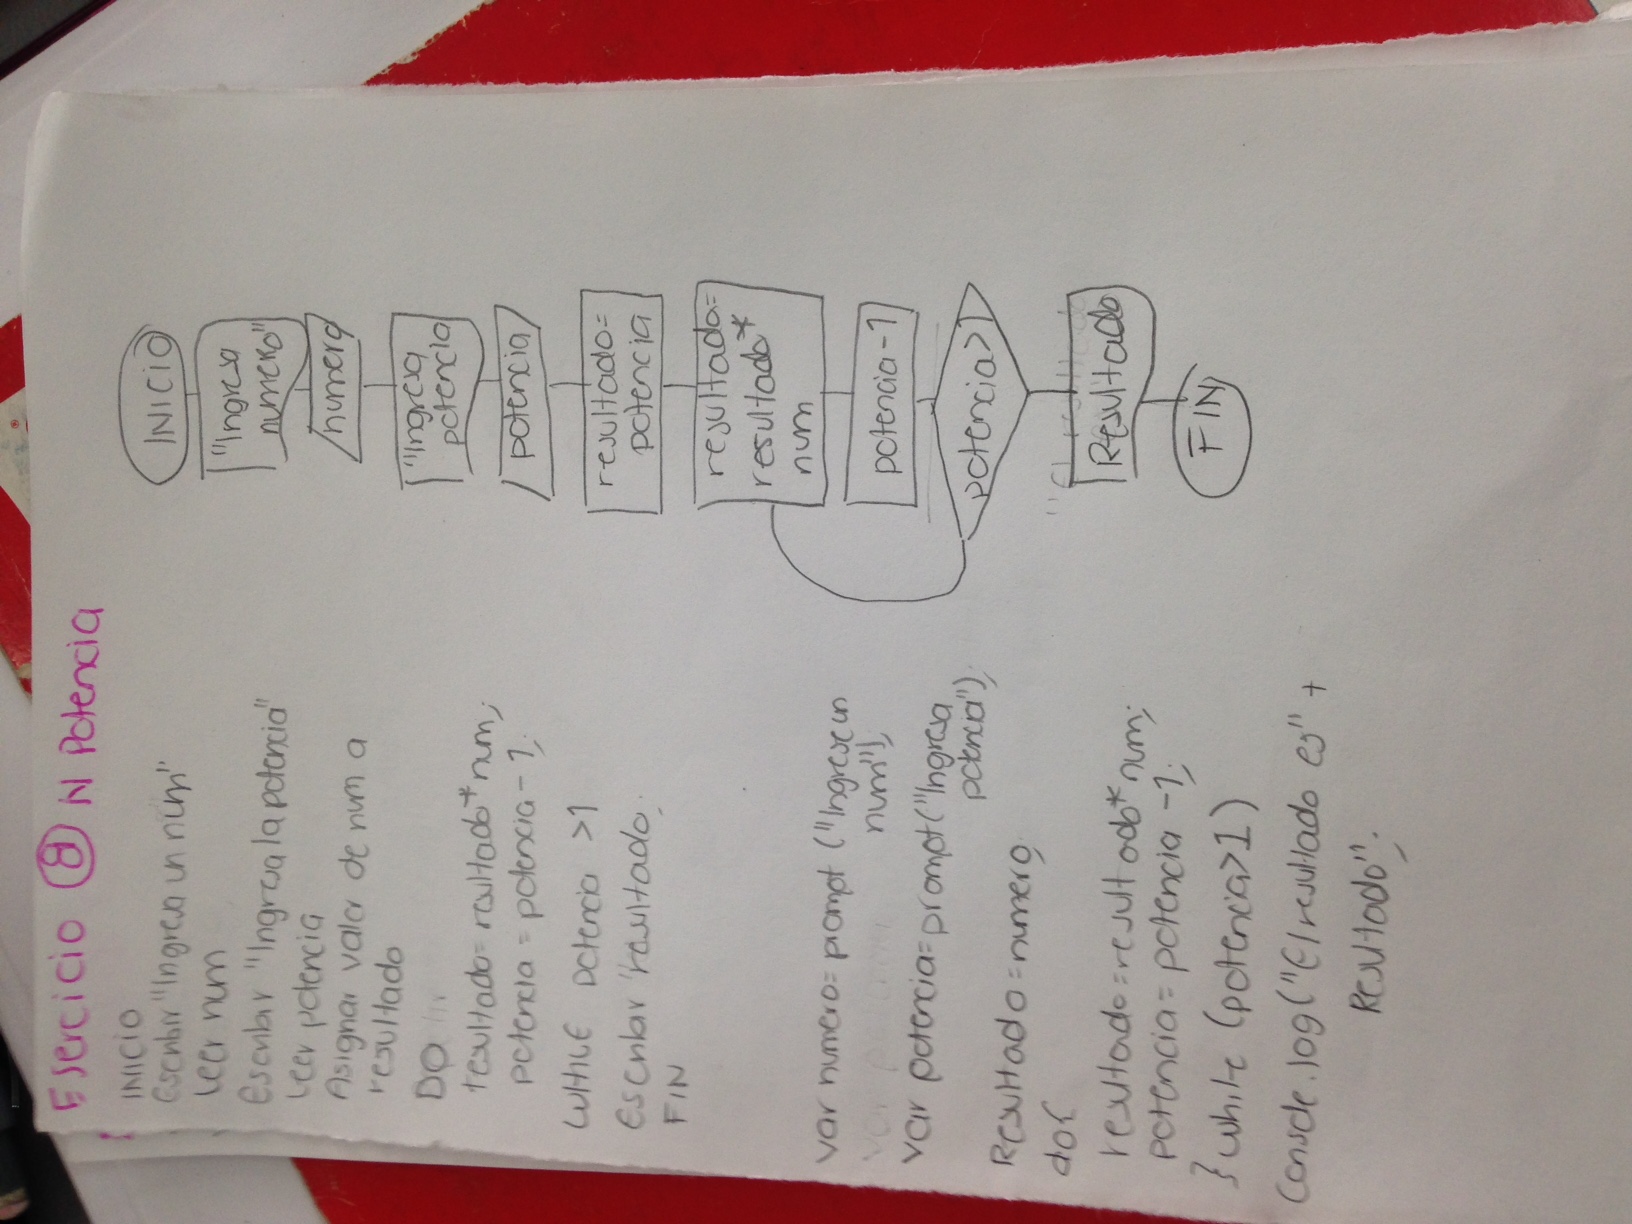 Ejercicio 8 N Potencia
INICIO
Escribir "Ingresa un núm"
Leer num
Escribir "Ingresa la potencia"
Leer potencia
Asignar valor de num a
resultado
DO
resultado = resultado * num;
potencia = potencia - 1;
While potencia >1
Escribir resultado.
FIN
var numero = prompt ("Ingrese un
num");
var potencia = prompt ("Ingresa
potencia");
Resultado = numero;
do{
resultado = resultado * num;
potencia = potencia - 1;
} while (potencia > 1)
Console.log("El resultado es" +
Resultado";
INICIO
"Ingresa
numero"
numero
"Ingresa
potencia
potencia
resultado =
potencia
resultado =
resultado *
num
potencia - 1
potencia > 1
Resultado
FIN